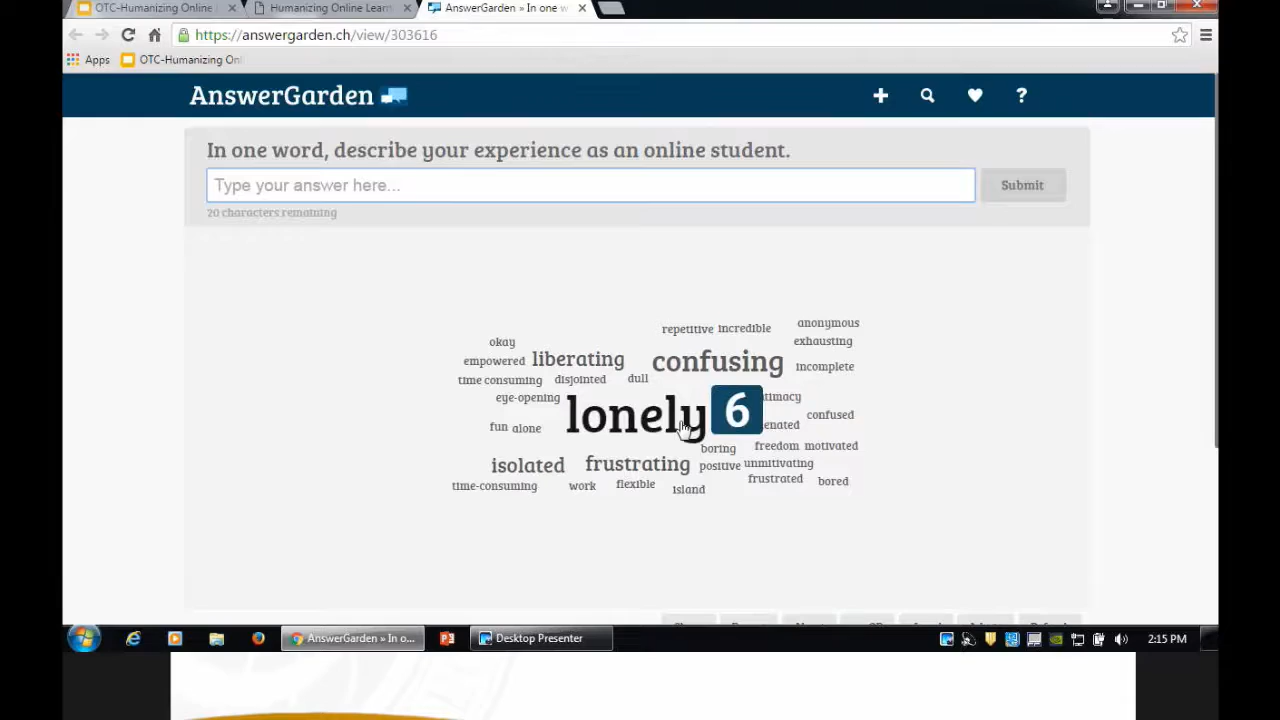 OTC-Humanizing Online
Humanizing Online Learn
AnswerGarden » In one w
https://answergarden.ch/view/303616
Apps
OTC-Humanizing Onl
AnswerGarden
+ ?
In one word, describe your experience as an online student.
Type your answer here...
Submit
20 characters remaining
repetitive incredible anonymous
okay exhausting
empowered liberating confusing incomplete
time consuming disjointed dull
eye-opening timacy
lonely 6 confused
fun alone enated
boring freedom motivated
isolated frustrating positive unmitivating
time-consuming work flexible island frustrated bored
AnswerGarden » In o...
Desktop Presenter
2:15 PM